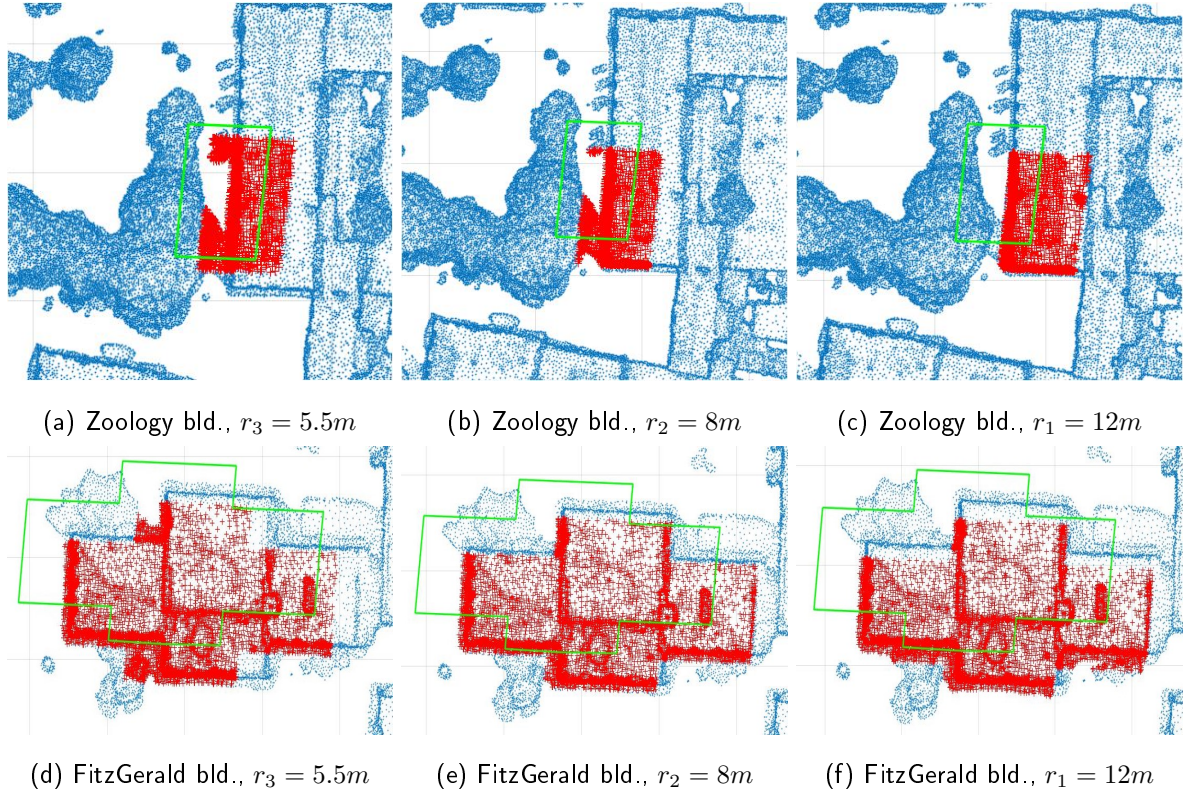 (a) Zoology bld., r₃ = 5.5m
(b) Zoology bld., r₂ = 8m
(c) Zoology bld., r₁ = 12m
(d) FitzGerald bld., r₃ = 5.5m
(e) FitzGerald bld., r₂ = 8m
(f) FitzGerald bld., r₁ = 12m